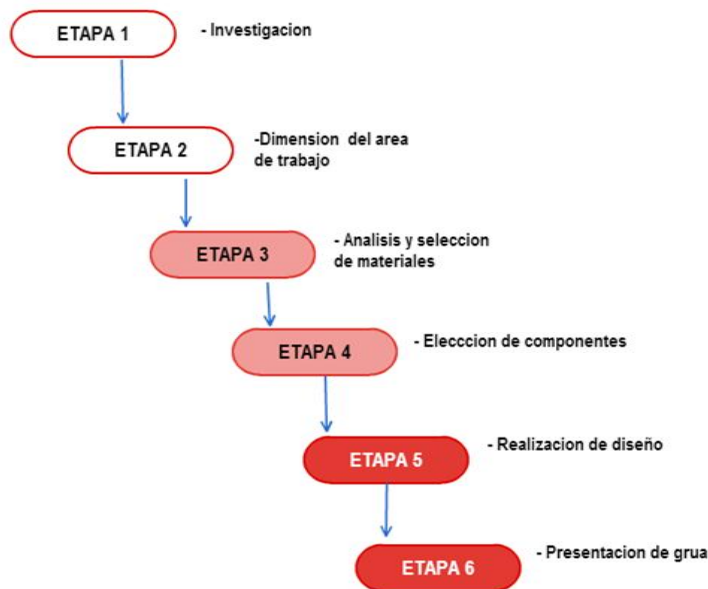 ETAPA 1
- Investigacion
ETAPA 2
-Dimension del area
de trabajo
ETAPA 3
- Analisis y seleccion
de materiales
ETAPA 4
- Elecccion de componentes
ETAPA 5
- Realizacion de diseño
ETAPA 6
- Presentacion de grua